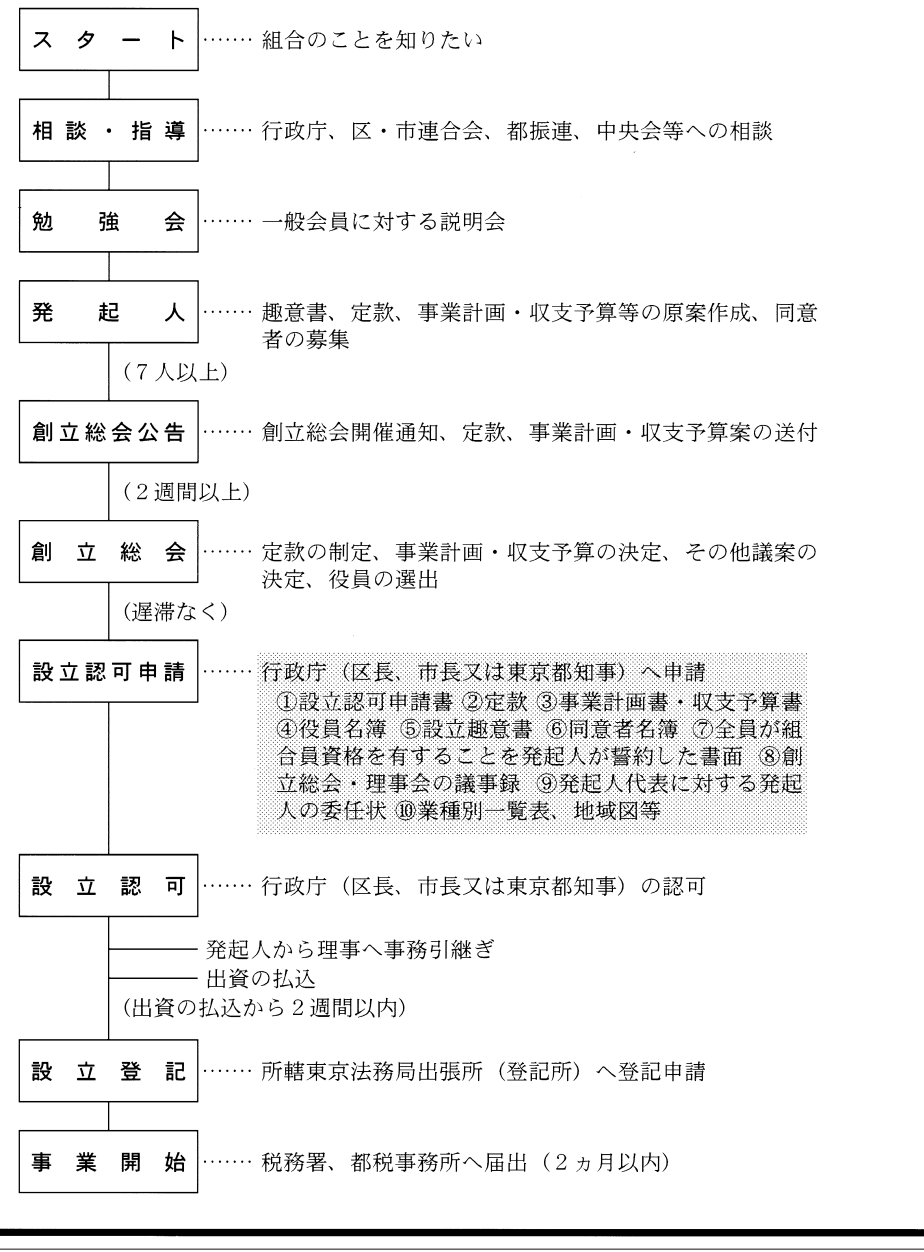 スタート……組合のことを知りたい
相談・指導……行政庁、区・市連合会、都振連、中央会等への相談
勉強会……一般会員に対する説明会
発起人……趣意書、定款、事業計画・収支予算等の原案作成、同意
者の募集
（７人以上）
創立総会公告……創立総会開催通知、定款、事業計画・収支予算案の送付
（２週間以上）
創立総会……定款の制定、事業計画・収支予算の決定、その他議案の
決定、役員の選出
（遅滞なく）
設立認可申請……行政庁（区長、市長又は東京都知事）へ申請
①設立認可申請書 ②定款 ③事業計画書・収支予算書
④役員名簿 ⑤設立趣意書 ⑥同意者名簿 ⑦全員が組
合員資格を有することを発起人が誓約した書面 ⑧創
立総会・理事会の議事録 ⑨発起人代表に対する発起
人の委任状 ⑩業種別一覧表、地域図等
設立認可……行政庁（区長、市長又は東京都知事）の認可
発起人から理事へ事務引継ぎ
出資の払込
（出資の払込から２週間以内）
設立登記……所轄東京法務局出張所（登記所）へ登記申請
事業開始……税務署、都税事務所へ届出（２ヵ月以内）